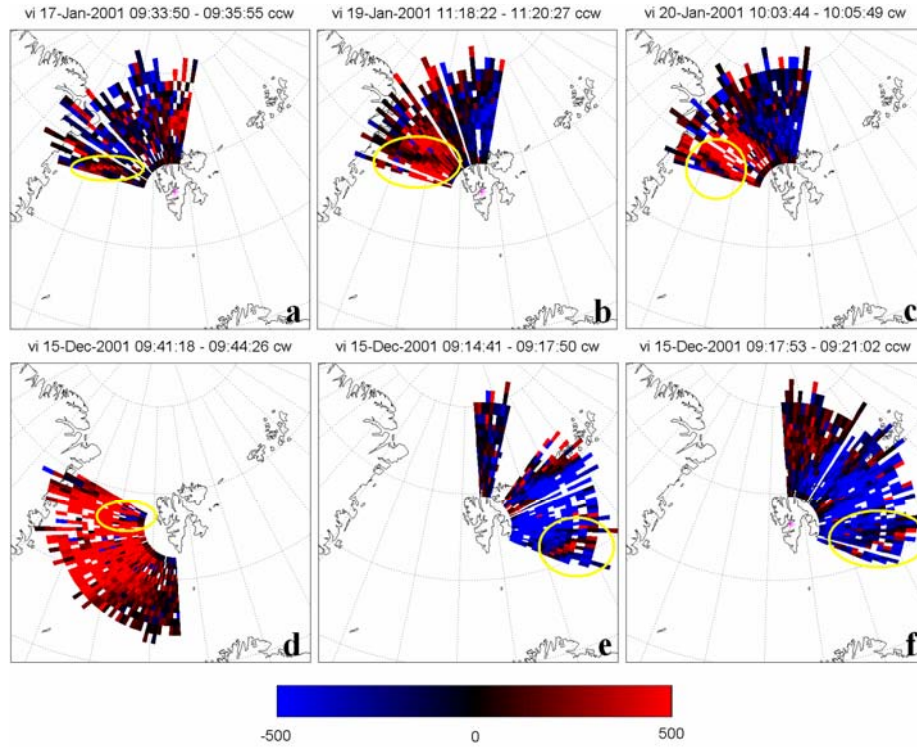 vi 17-Jan-2001 09:33:50 - 09:35:55 ccw
vi 19-Jan-2001 11:18:22 - 11:20:27 cw
vi 20-Jan-2001 10:03:44 - 10:05:49 cw
a
b
c
vi 15-Dec-2001 09:41:18 - 09:44:26 cw
vi 15-Dec-2001 09:14:41 - 09:17:50 cw
vi 15-Dec-2001 09:17:53 - 09:21:02 ccw
d
e
f
-500
0
500